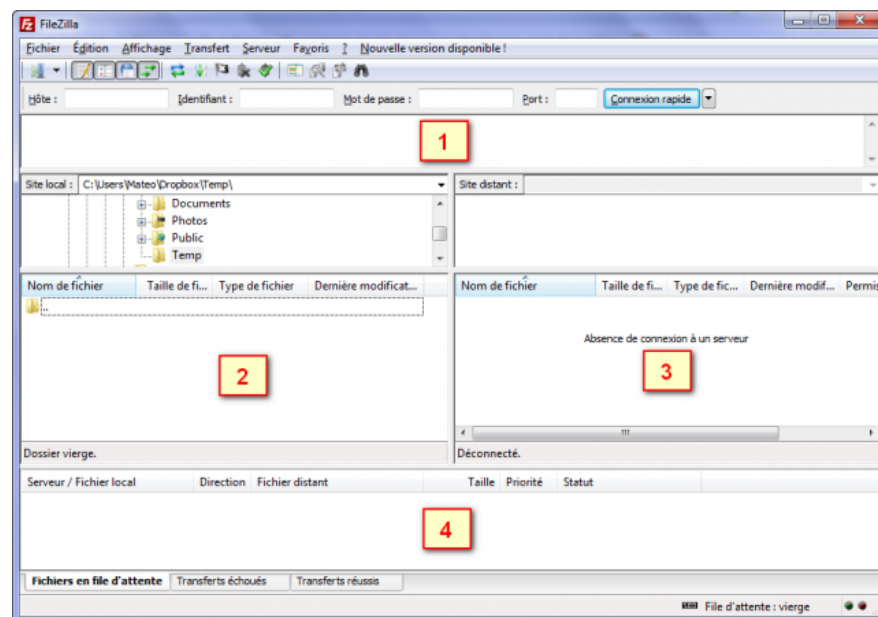 FileZilla
Fichier Édition Affichage Transfert Serveur Favoris ? Nouvelle version disponible !
Hôte : Identifiant : Mot de passe : Port : Connexion rapide
1
Site local : C:\Users\Mateo\Dropbox\Temp\
Documents
Photos
Public
Temp
Site distant :
Nom de fichier Taille de fi... Type de fichier Dernière modificat...
..
2
Dossier vierge.
Nom de fichier Taille de fi... Type de fic... Dernière modif... Permis
Absence de connexion à un serveur
3
Déconnecté.
Serveur / Fichier local Direction Fichier distant Taille Priorité Statut
4
Fichiers en file d'attente Transferts échoués Transferts réussis
File d'attente : vierge